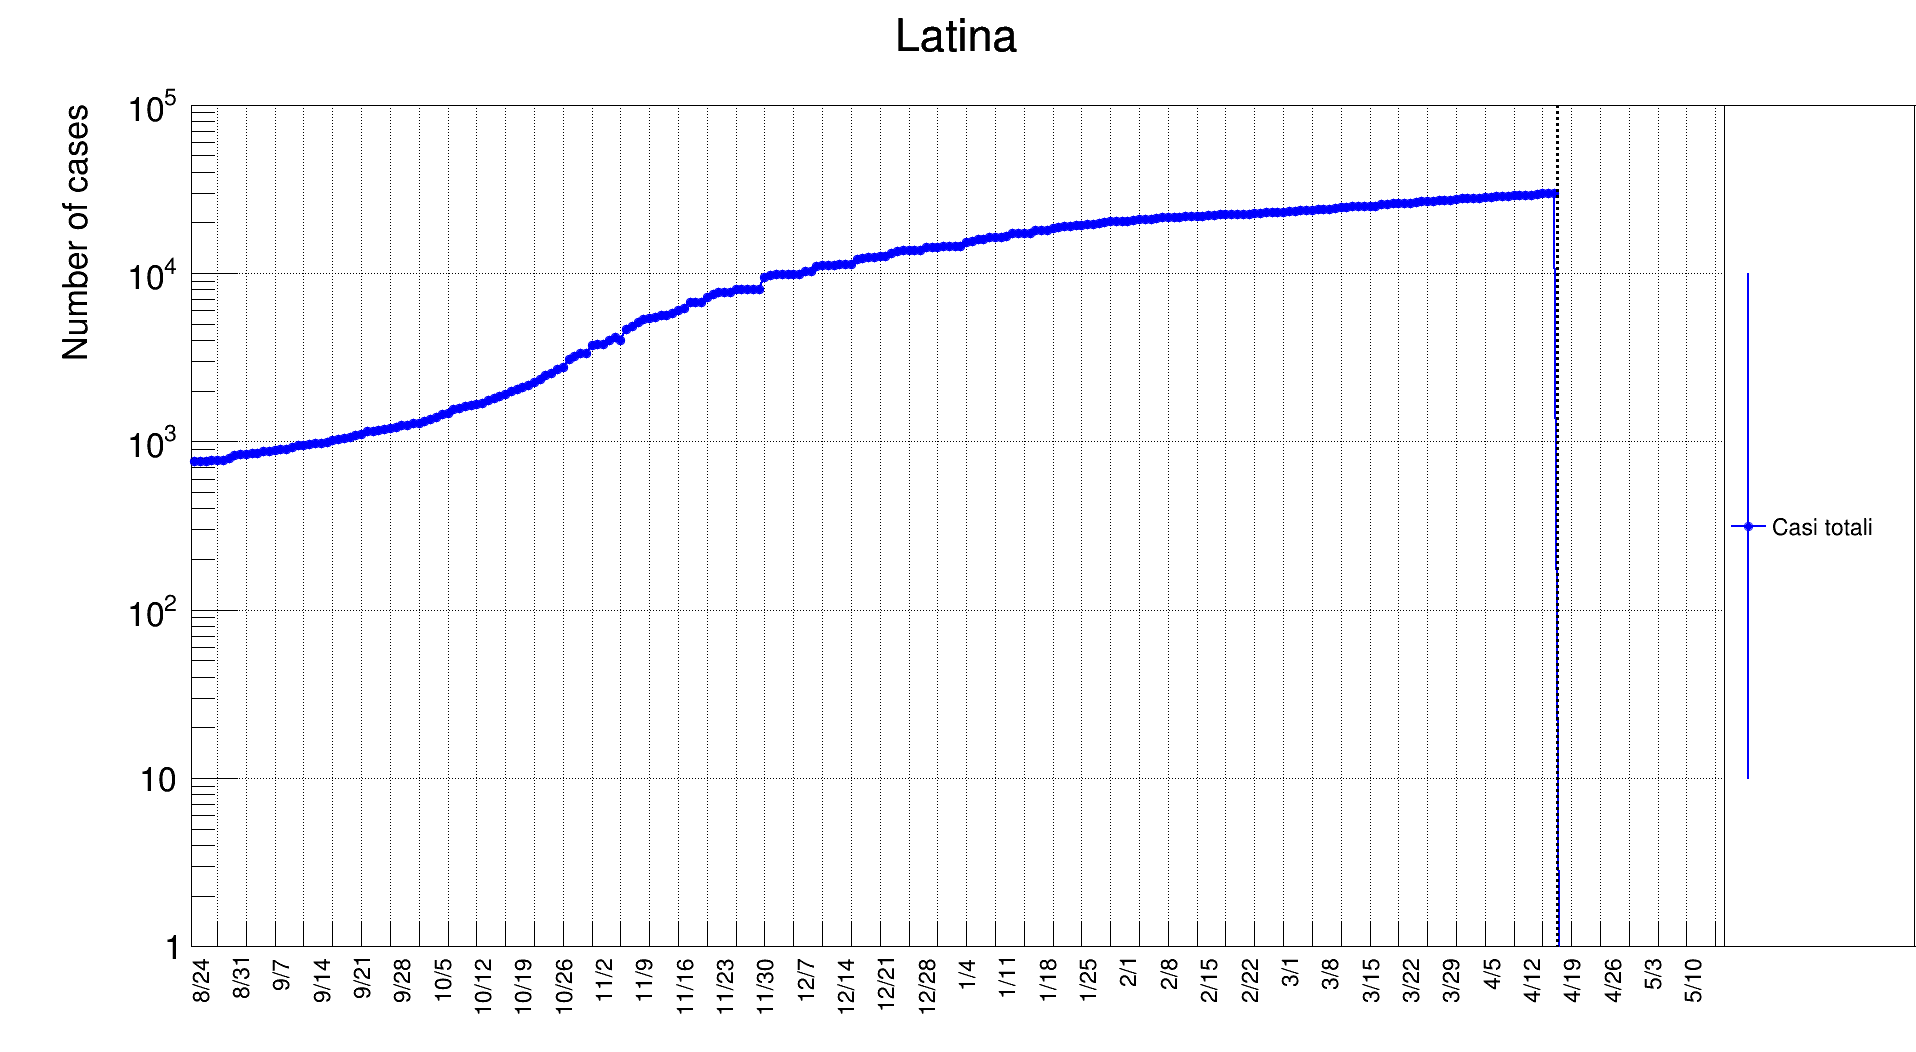 Latina
Number of cases
10^5
10^4
10^3
10^2
10
1
8/24 8/31 9/7 9/14 9/21 9/28 10/5 10/12 10/19 10/26 11/2 11/9 11/16 11/23 11/30 12/7 12/14 12/21 12/28 1/4 1/11 1/18 1/25 2/1 2/8 2/15 2/22 3/1 3/8 3/15 3/22 3/29 4/5 4/12 4/19 4/26 5/3 5/10
Casi totali